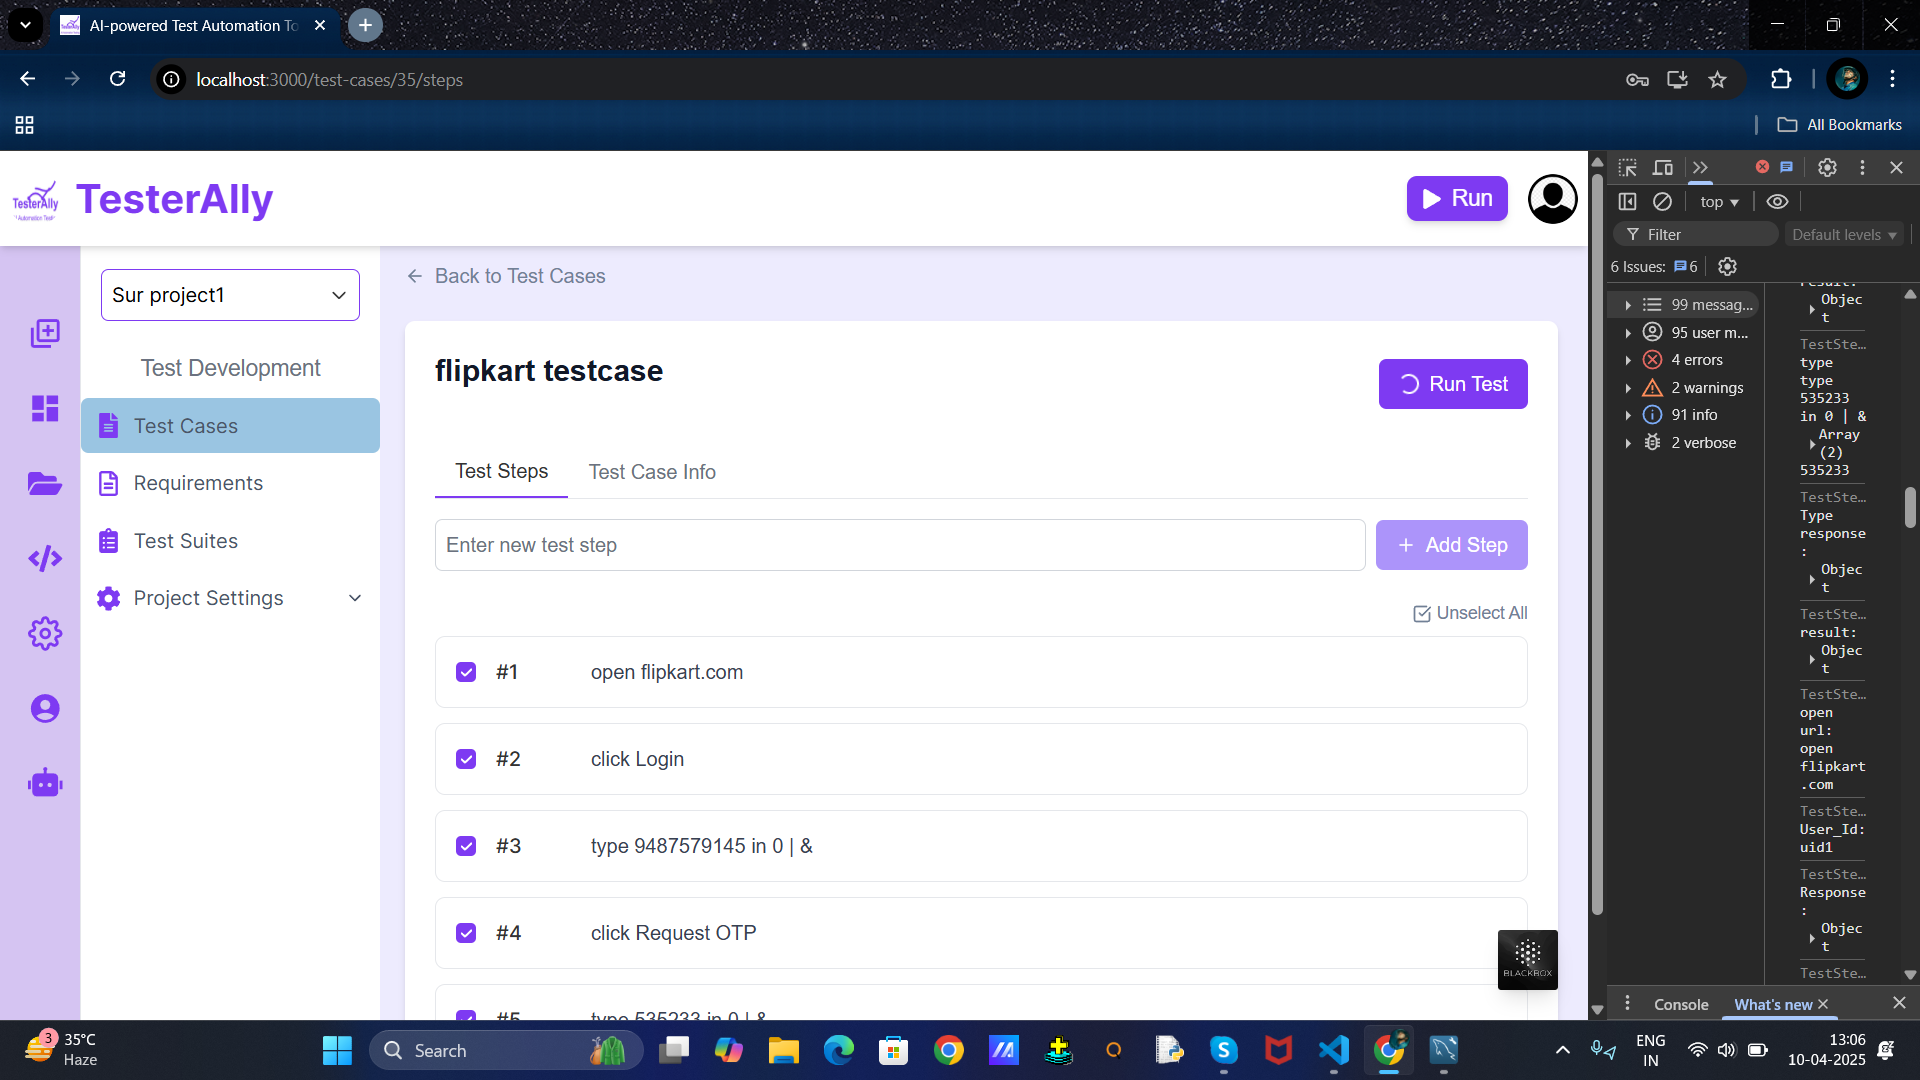 AI-powered Test Automation To
localhost:3000/test-cases/35/steps
All Bookmarks
TesterAlly
TesterAlly
Run
Sur project1
Test Development
Test Cases
Requirements
Test Suites
Project Settings
Back to Test Cases
flipkart testcase
Run Test
Test Steps
Test Case Info
Enter new test step
+ Add Step
Unselect All
#1 open flipkart.com
#2 click Login
#3 type 9487579145 in 0 | &
#4 click Request OTP
#5 type 535233 in 0 | &
BLACKBOX
top
Filter
Default levels
6 Issues: 6
99 messag...
95 user m...
4 errors
2 warnings
91 info
2 verbose
result:
Objec
t
TestSte…
type
type
535233
in 0 | &
Array
(2)
535233
TestSte…
Type
response
:
Objec
t
TestSte…
result:
Objec
t
TestSte…
open
url:
open
flipkart
.com
TestSte…
User_Id:
uid1
TestSte…
Response
:
Objec
t
TestSte…
Console
What's new
3
35°C
Haze
Search
ENG
IN
13:06
10-04-2025